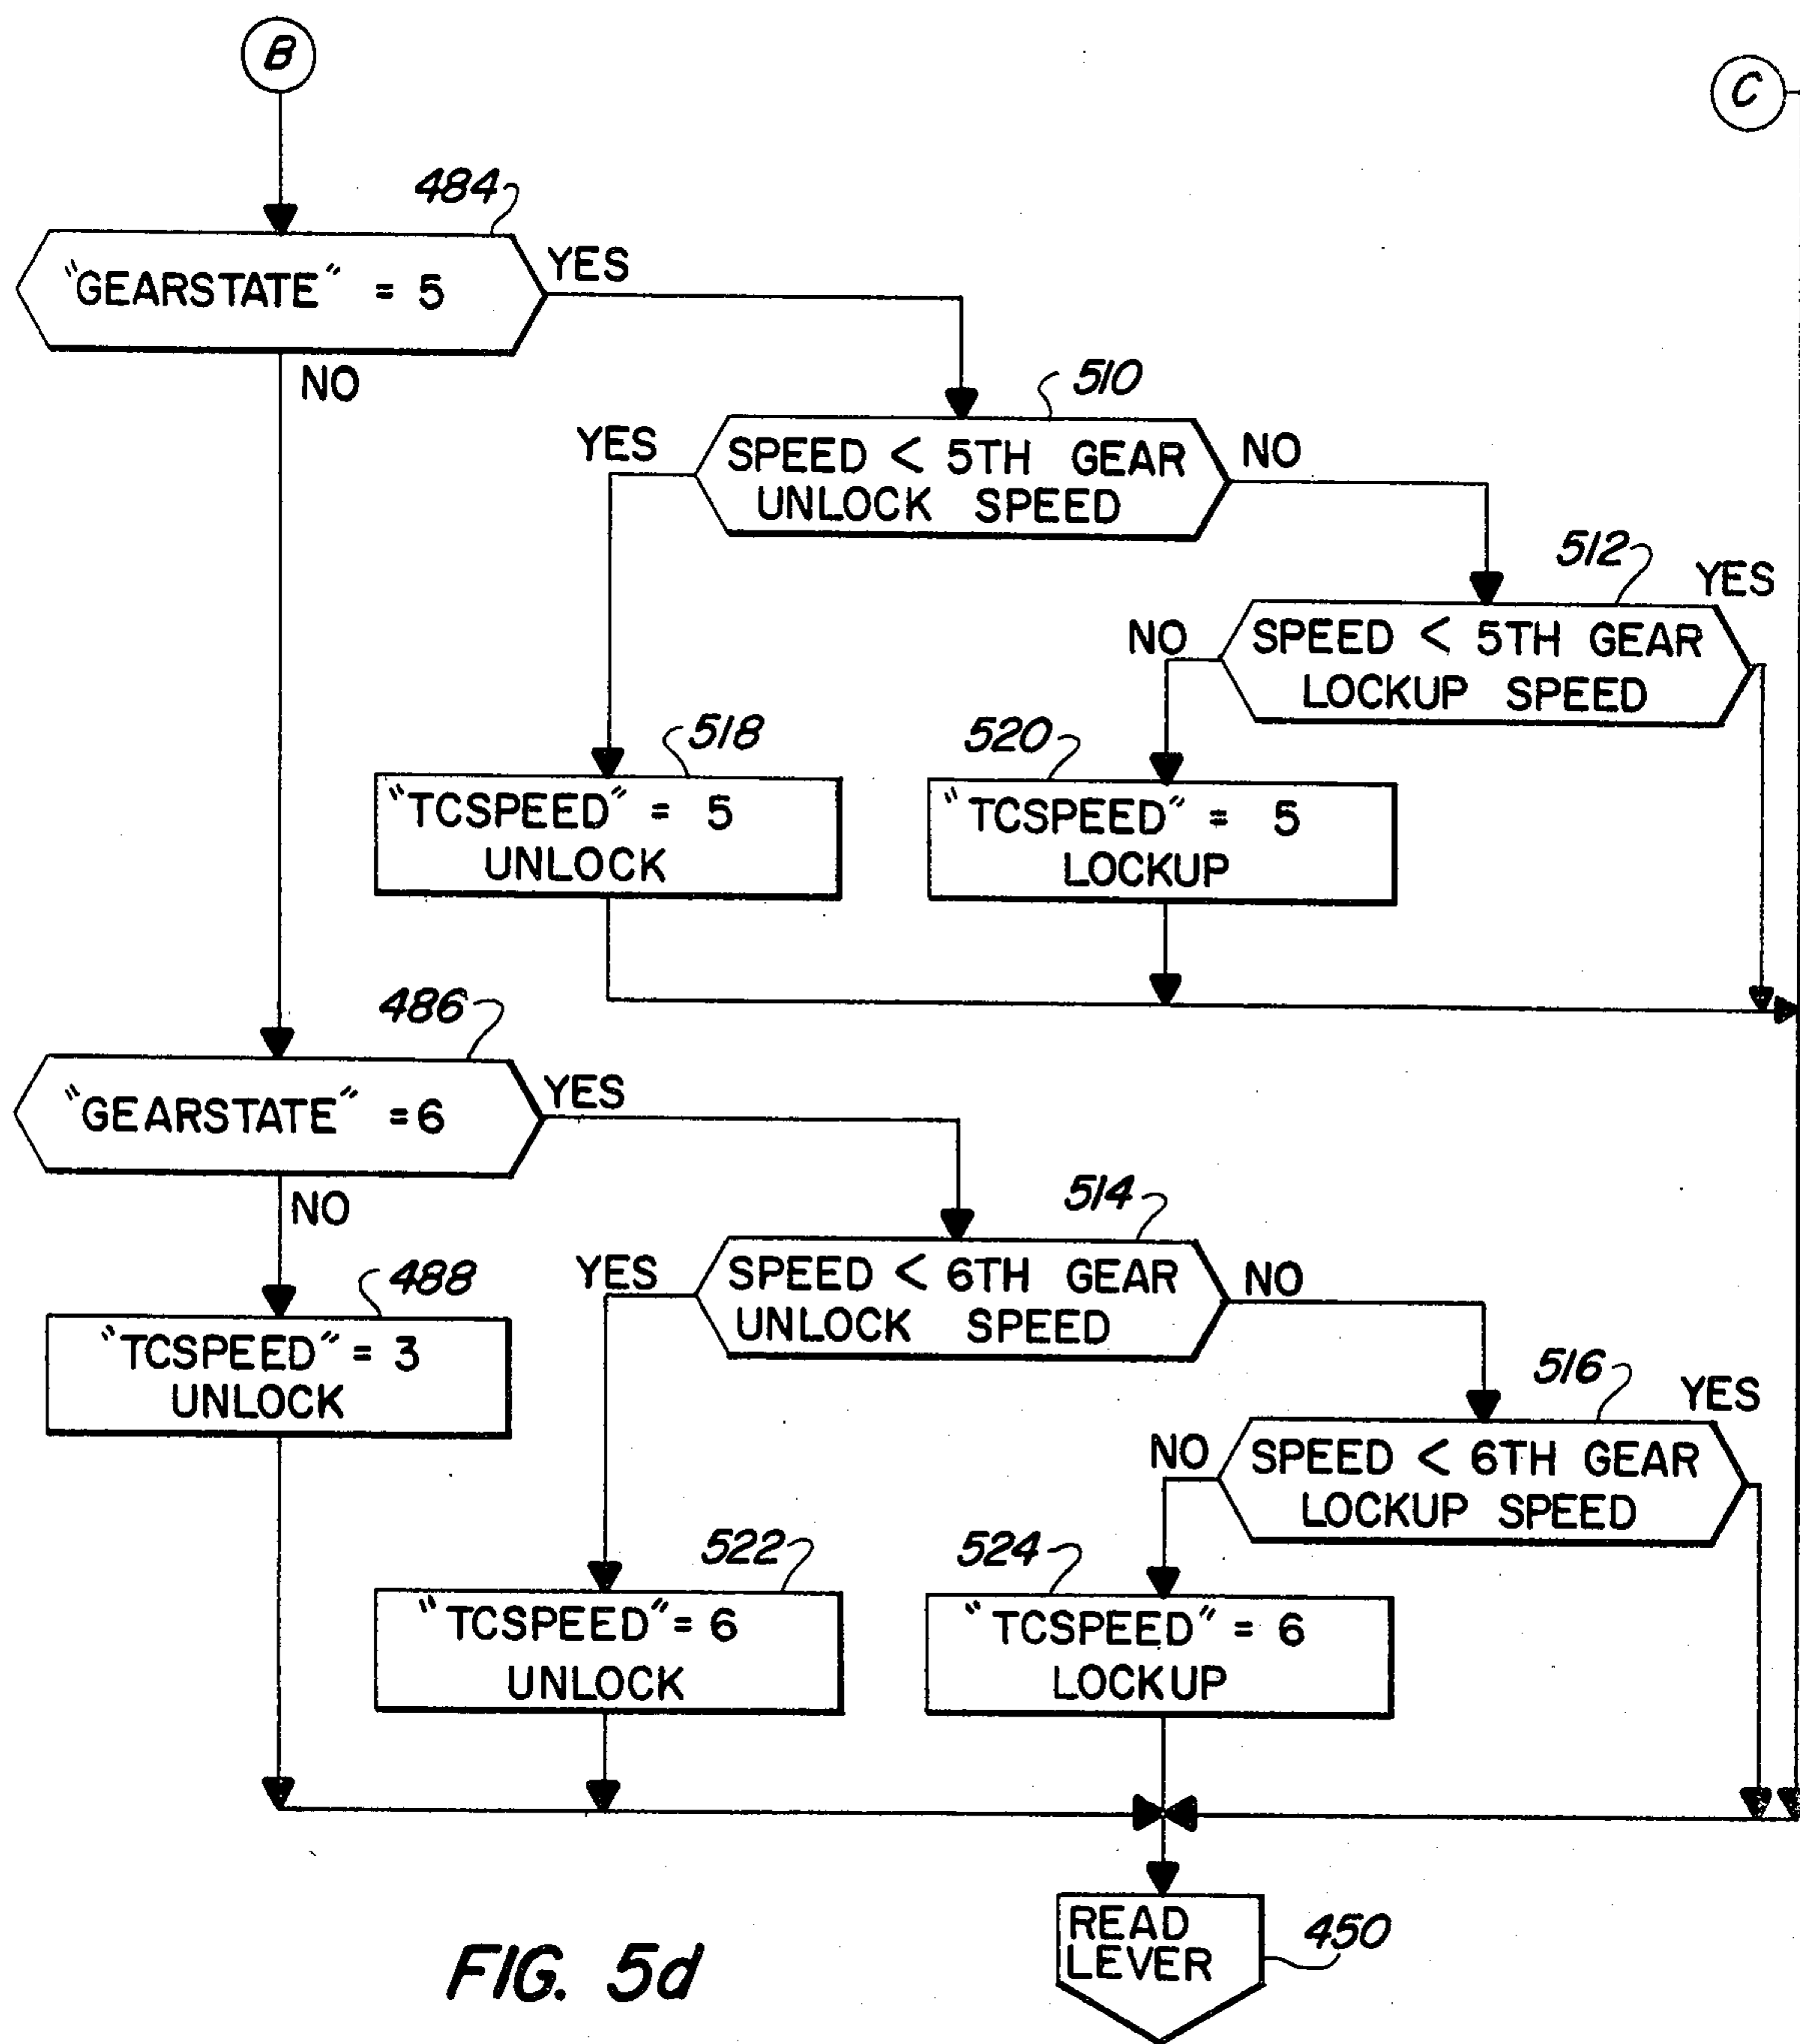 B
C
484
"GEARSTATE" = 5
YES
NO
510
YES
SPEED < 5TH GEAR
UNLOCK SPEED
NO
512
YES
NO
SPEED < 5TH GEAR
LOCKUP SPEED
518
"TCSPEED" = 5
UNLOCK
520
"TCSPEED" = 5
LOCKUP
486
"GEARSTATE" = 6
YES
NO
514
YES
SPEED < 6TH GEAR
UNLOCK SPEED
NO
488
"TCSPEED" = 3
UNLOCK
516
YES
NO
SPEED < 6TH GEAR
LOCKUP SPEED
522
"TCSPEED" = 6
UNLOCK
524
"TCSPEED" = 6
LOCKUP
READ
LEVER
450
FIG. 5d